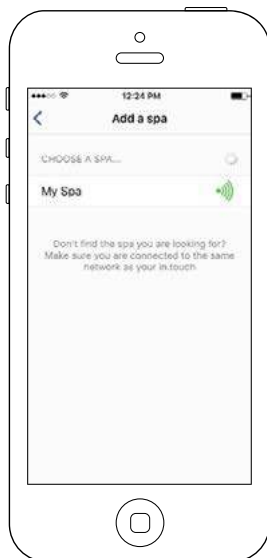 12:24 PM
Add a spa
CHOOSE A SPA...
My Spa
Don't find the spa you are looking for?
Make sure you are connected to the same
network as your in.touch